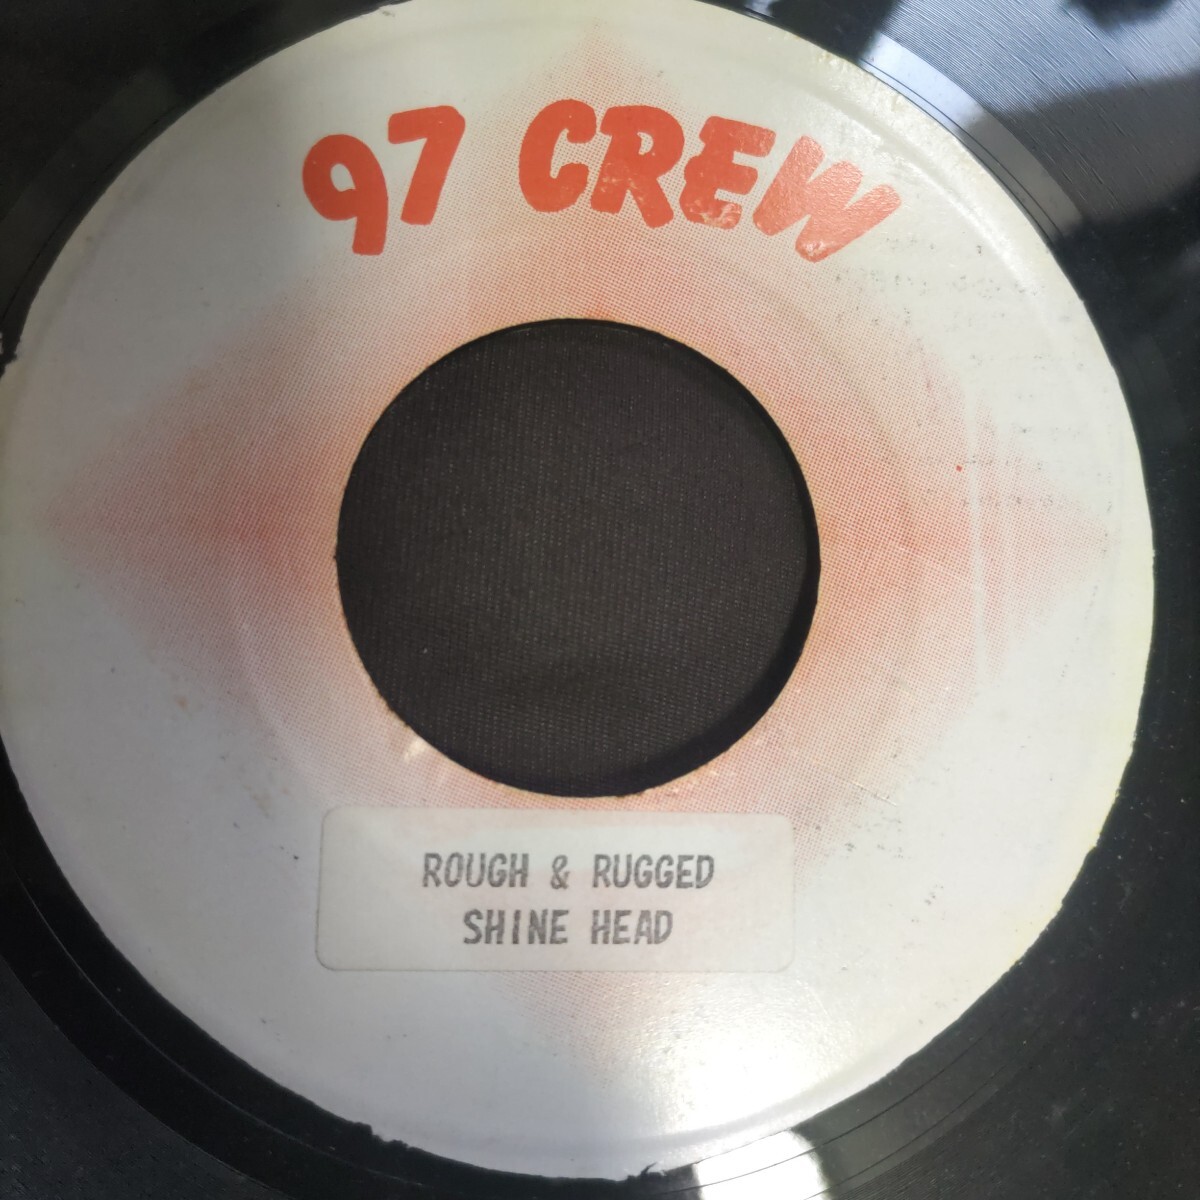 97 CREW
ROUGH & RUGGED
SHINE HEAD